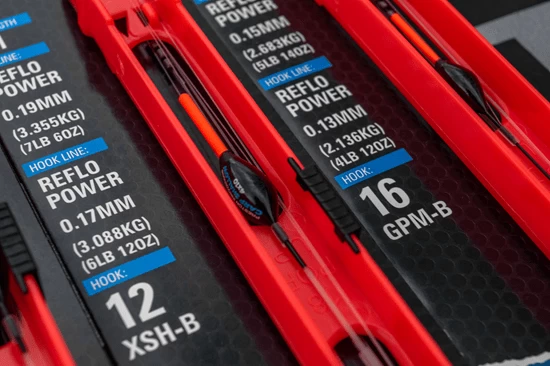 LINE:
REFLO
POWER
0.19MM
(3.355KG)
(7LB 6OZ)
HOOK LINE:
REFLO
POWER
0.17MM
(3.088KG)
(6LB 12OZ)
HOOK:
12
XSH-B
REFLO
POWER
0.15MM
(2.683KG)
(5LB 14OZ)
HOOK LINE:
REFLO
POWER
0.13MM
(2.136KG)
(4LB 12OZ)
HOOK:
16
GPM-B